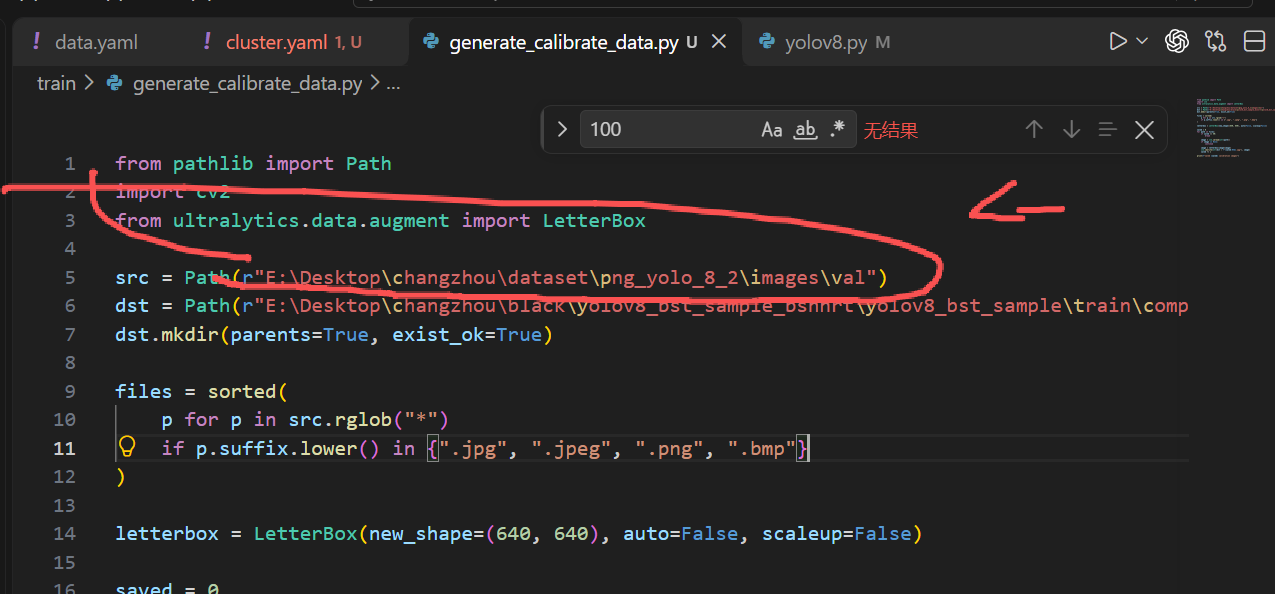 data.yaml
cluster.yaml 1, U
generate_calibrate_data.py U
yolov8.py M
train > generate_calibrate_data.py > ...
100
Aa
ab
.*
无结果
1 from pathlib import Path
2 import cv2
3 from ultralytics.data.augment import LetterBox
4
5 src = Path(r"E:\Desktop\changzhou\dataset\png_yolo_8_2\images\val")
6 dst = Path(r"E:\Desktop\changzhou\black\yolov8_bst_sample_bshnrt\yolov8_bst_sample\train\comp
7 dst.mkdir(parents=True, exist_ok=True)
8
9 files = sorted(
10 p for p in src.rglob("*")
11 if p.suffix.lower() in {".jpg", ".jpeg", ".png", ".bmp"}
12 )
13
14 letterbox = LetterBox(new_shape=(640, 640), auto=False, scaleup=False)
15
16 saved = 0